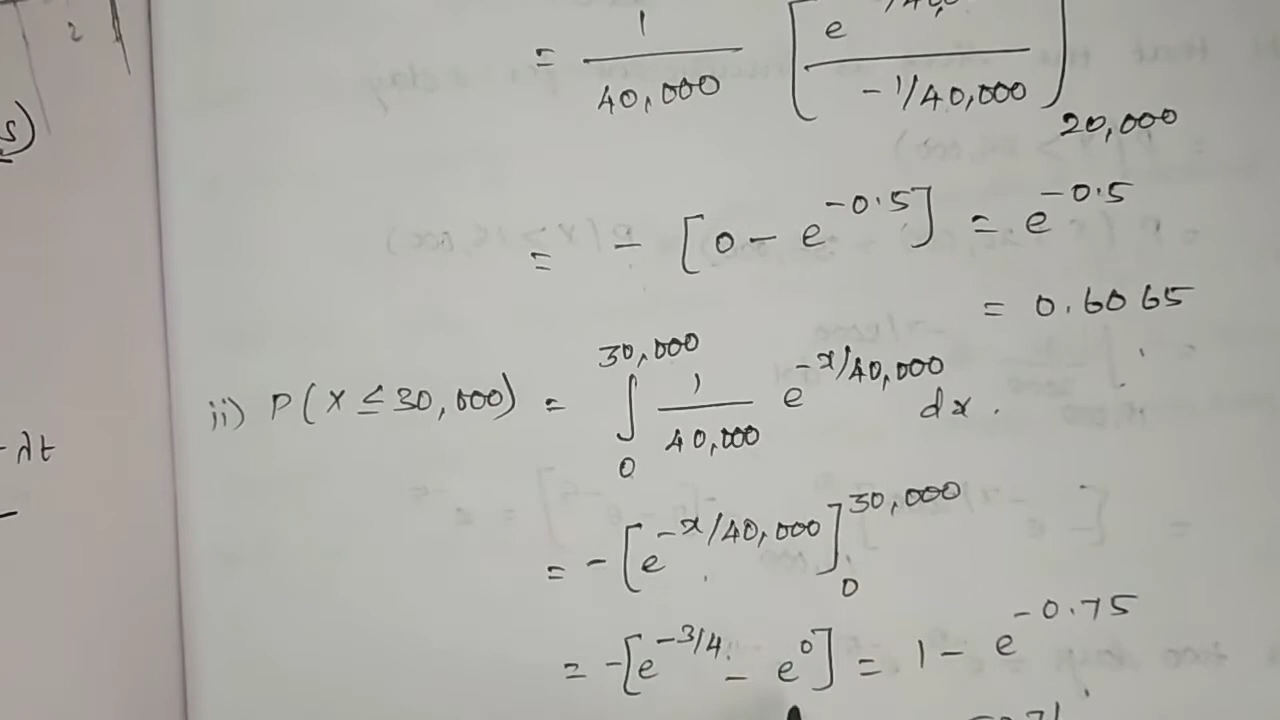 = 1/40,000 [e /-1/40,000] 20,000
s)
= - [0 - e^-0.5] = e^-0.5
= 0.6065
ii) P(X ≤ 30,000) = ∫_0^30,000 1/40,000 e^-x/40,000 dx.
-λt
= -[e^-x/40,000]_0^30,000
= -[e^-3/4 - e^0] = 1 - e^-0.75